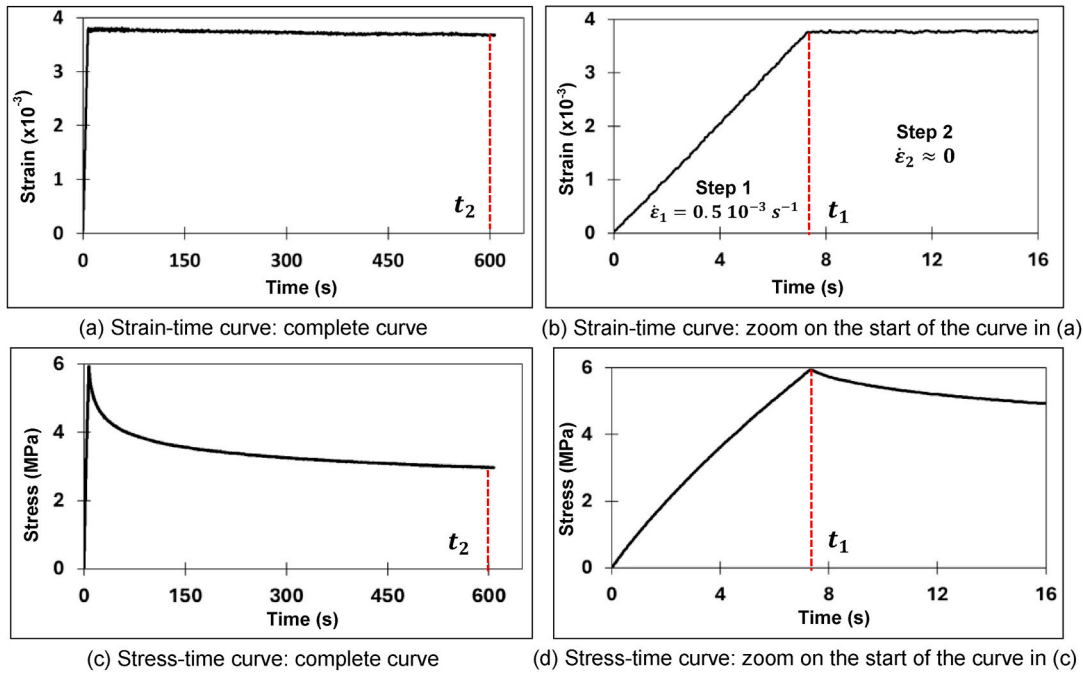 4
3
2
1
0
Strain (x10⁻³)
t₂
0 150 300 450 600
Time (s)
(a) Strain-time curve: complete curve
4
3
2
1
0
Strain (x10⁻³)
Step 1
ε̇₁ = 0.5 10⁻³ s⁻¹
Step 2
ε̇₂ ≈ 0
t₁
0 4 8 12 16
Time (s)
(b) Strain-time curve: zoom on the start of the curve in (a)
6
4
2
0
Stress (MPa)
t₂
0 150 300 450 600
Time (s)
(c) Stress-time curve: complete curve
6
4
2
0
Stress (MPa)
t₁
0 4 8 12 16
Time (s)
(d) Stress-time curve: zoom on the start of the curve in (c)